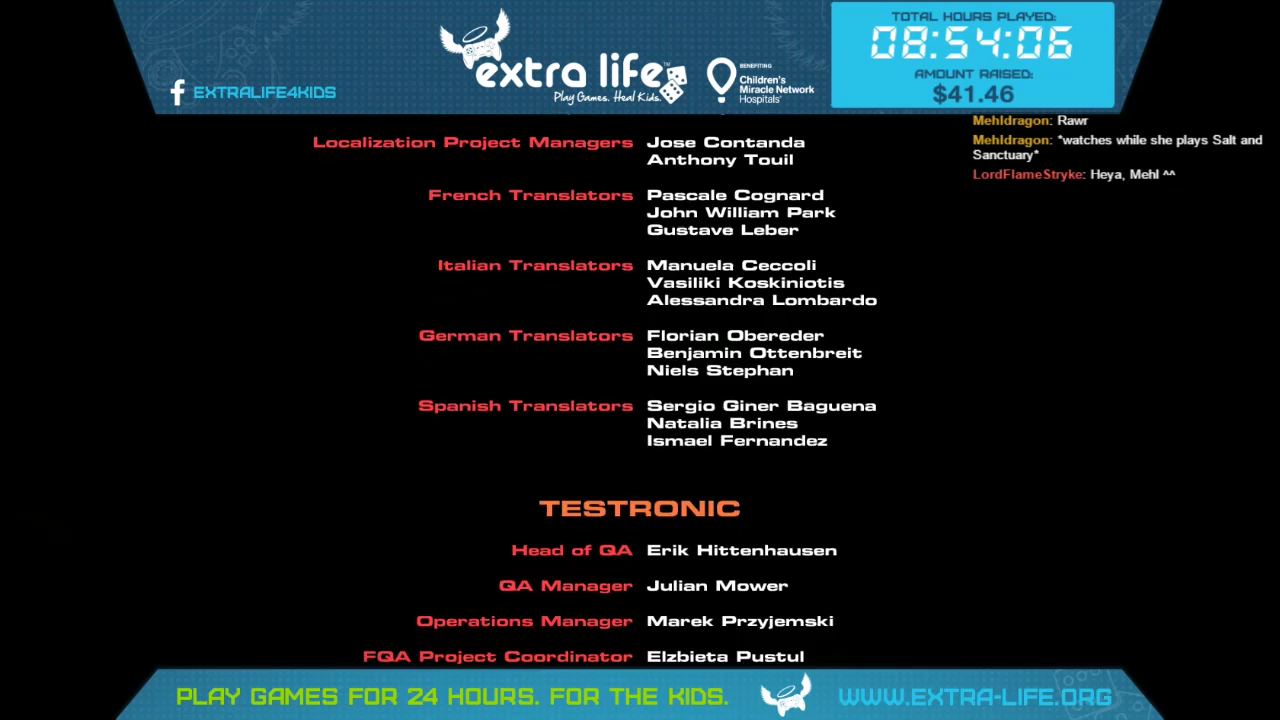 TOTAL HOURS PLAYED:
08:54:06
AMOUNT RAISED:
$41.46
EXTRALIFE4KIDS
extra life™
Play Games. Heal Kids.
BENEFITING
Children's
Miracle Network
Hospitals®
Mehldragon: Rawr
Mehldragon: *watches while she plays Salt and
Sanctuary*
LordFlameStryke: Heya, Mehl ^^
Localization Project Managers Jose Contanda
Anthony Touil
French Translators Pascale Cognard
John William Park
Gustave Leber
Italian Translators Manuela Ceccoli
Vasiliki Koskiniotis
Alessandra Lombardo
German Translators Florian Obereder
Benjamin Ottenbreit
Niels Stephan
Spanish Translators Sergio Giner Baguena
Natalia Brines
Ismael Fernandez
TESTRONIC
Head of QA Erik Hittenhausen
QA Manager Julian Mower
Operations Manager Marek Przyjemski
FQA Project Coordinator Elzbieta Pustul
PLAY GAMES FOR 24 HOURS. FOR THE KIDS.
WWW.EXTRA-LIFE.ORG